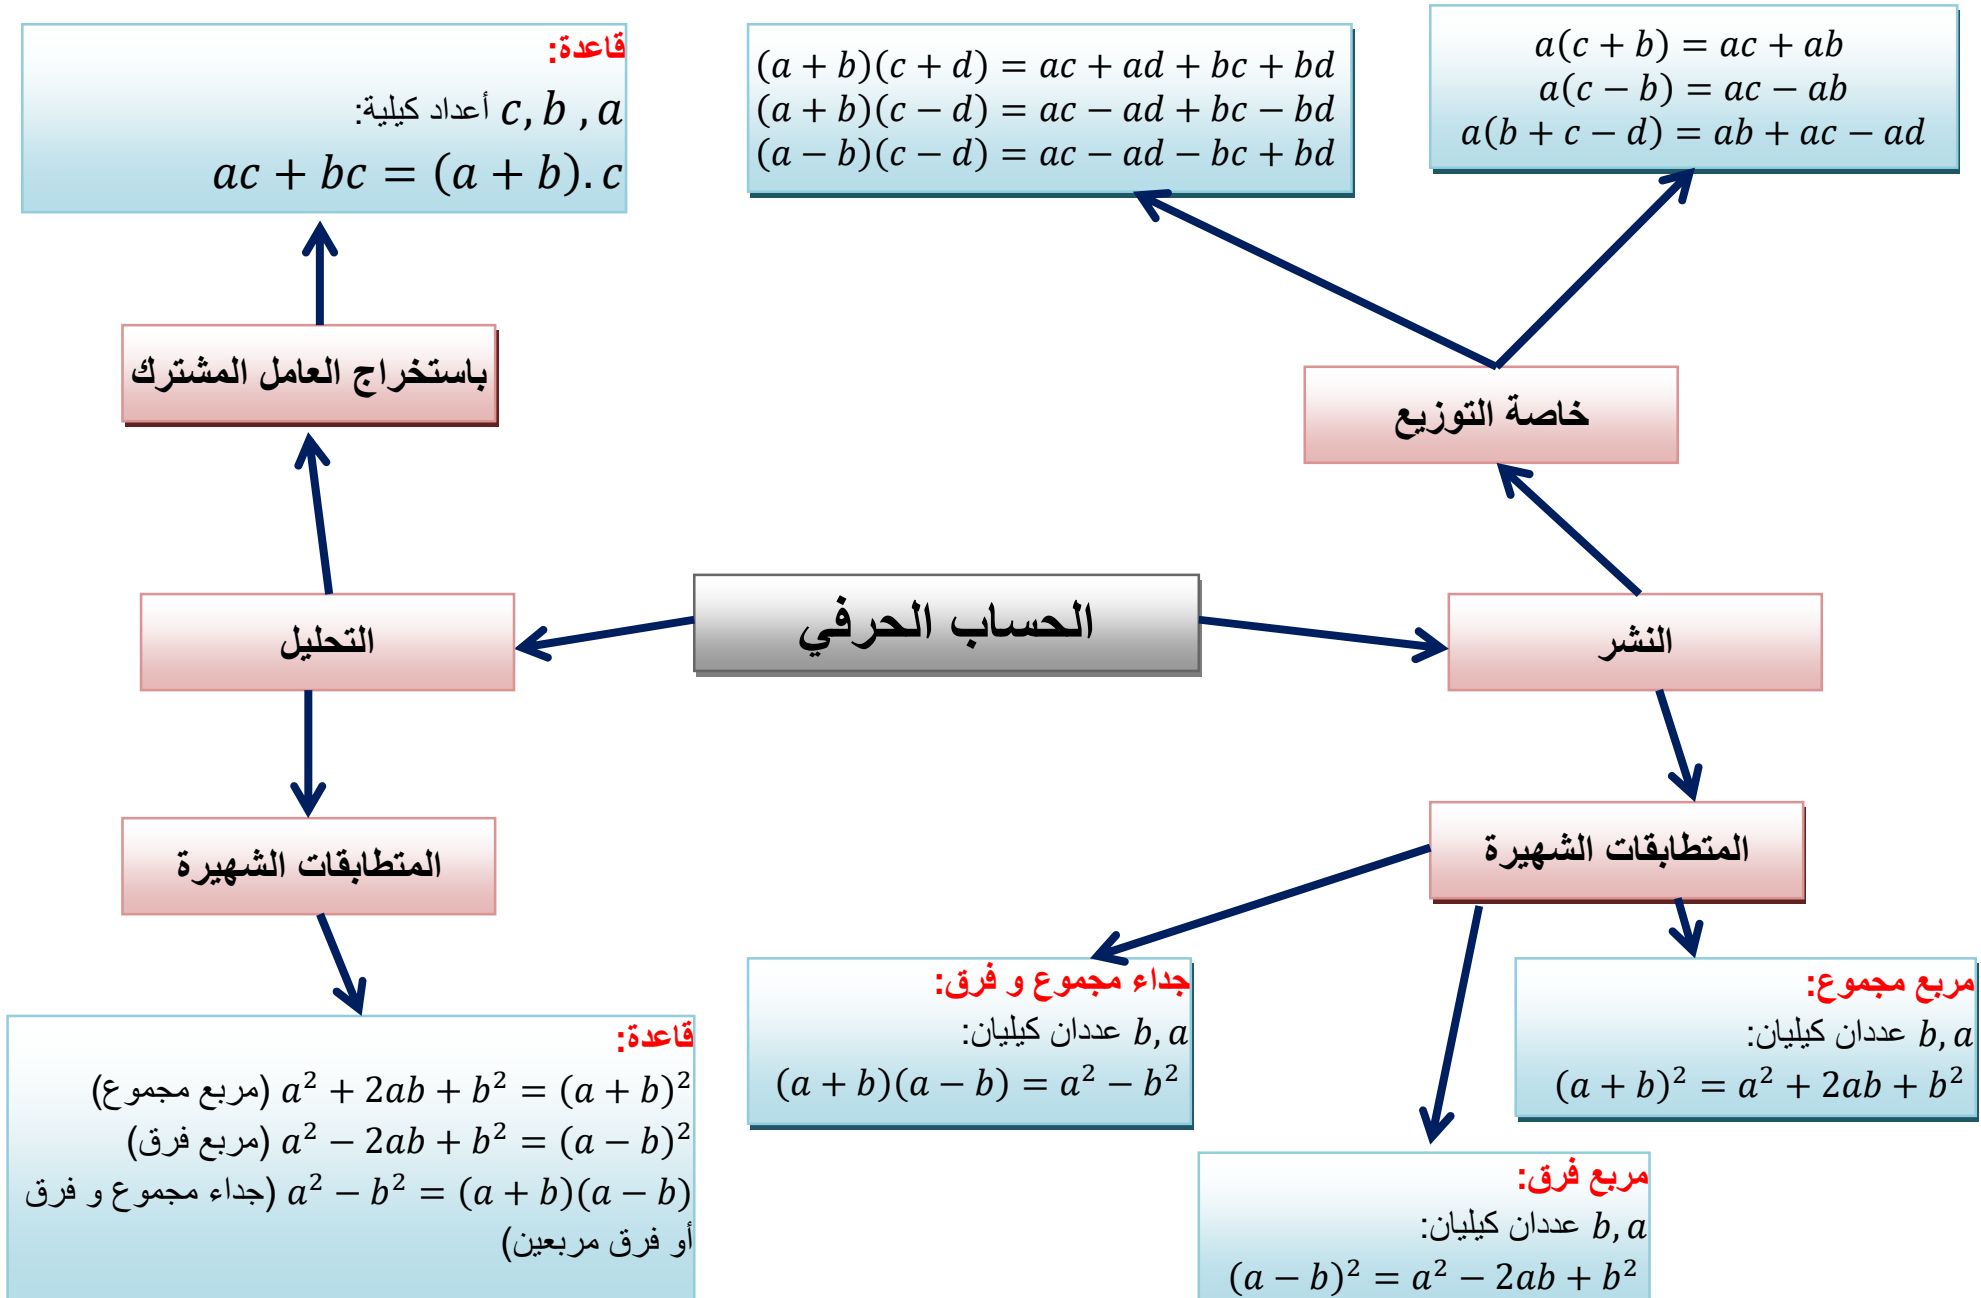 الحساب الحرفي
النشر
خاصة التوزيع
a(c + b) = ac + ab
a(c − b) = ac − ab
a(b + c − d) = ab + ac − ad
(a + b)(c + d) = ac + ad + bc + bd
(a + b)(c − d) = ac − ad + bc − bd
(a − b)(c − d) = ac − ad − bc + bd
المتطابقات الشهيرة
مربع مجموع:
b, a عددان كيليان:
(a + b)² = a² + 2ab + b²
مربع فرق:
b, a عددان كيليان:
(a − b)² = a² − 2ab + b²
جداء مجموع و فرق:
b, a عددان كيليان:
(a + b)(a − b) = a² − b²
التحليل
باستخراج العامل المشترك
قاعدة:
c, b , a أعداد كيلية:
ac + bc = (a + b). c
المتطابقات الشهيرة
قاعدة:
a² + 2ab + b² = (a + b)² (مربع مجموع)
a² − 2ab + b² = (a − b)² (مربع فرق)
a² − b² = (a + b)(a − b) (جداء مجموع و فرق
أو فرق مربعين)